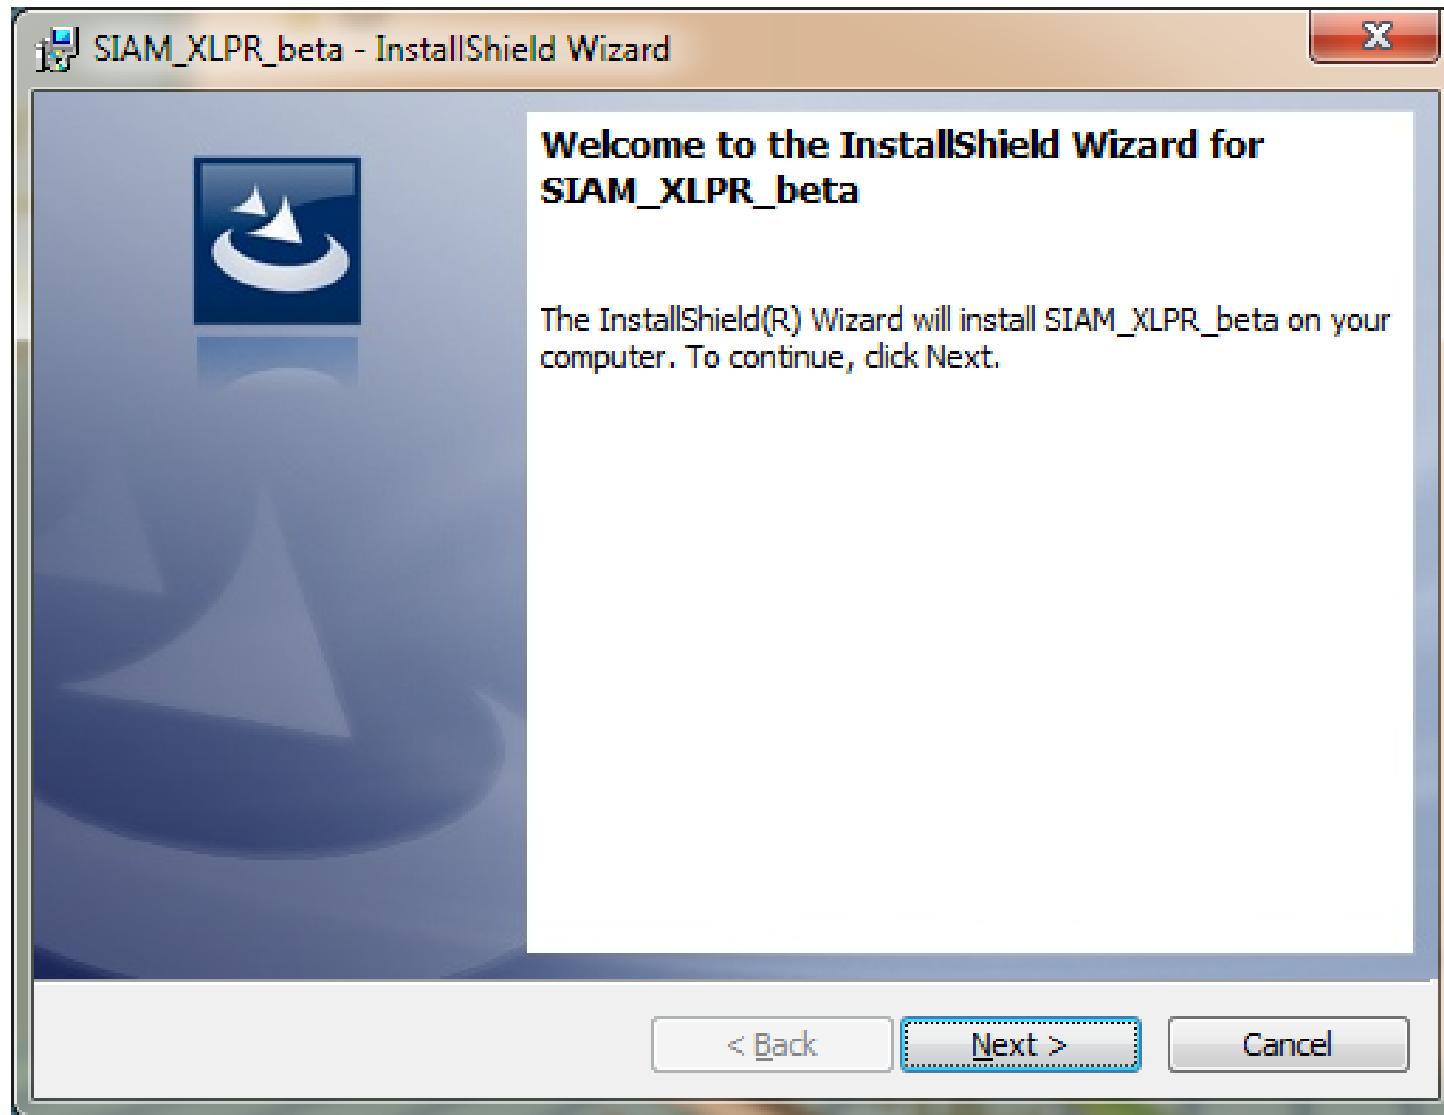 SIAM_XLPR_beta - InstallShield Wizard
Welcome to the InstallShield Wizard for
SIAM_XLPR_beta
The InstallShield(R) Wizard will install SIAM_XLPR_beta on your
computer. To continue, click Next.
< Back
Next >
Cancel